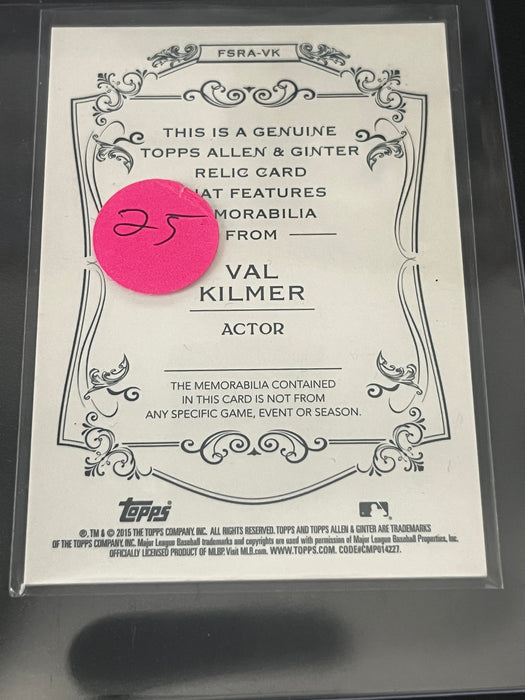 FSRA-VK
THIS IS A GENUINE
TOPPS ALLEN & GINTER
RELIC CARD
AT FEATURES
MORABILIA
25
FROM
VAL
KILMER
ACTOR
THE MEMORABILIA CONTAINED
IN THIS CARD IS NOT FROM
ANY SPECIFIC GAME, EVENT OR SEASON.
Topps
®, TM & © 2015 THE TOPPS COMPANY, INC. ALL RIGHTS RESERVED. TOPPS AND TOPPS ALLEN & GINTER ARE TRADEMARKS
OF THE TOPPS COMPANY, INC. Major League Baseball trademarks and copyrights are used with permission of Major League Baseball Properties, Inc.
OFFICIALLY LICENSED PRODUCT OF MLBP. Visit MLB.com. WWW.TOPPS.COM. CODE#CMP014227.